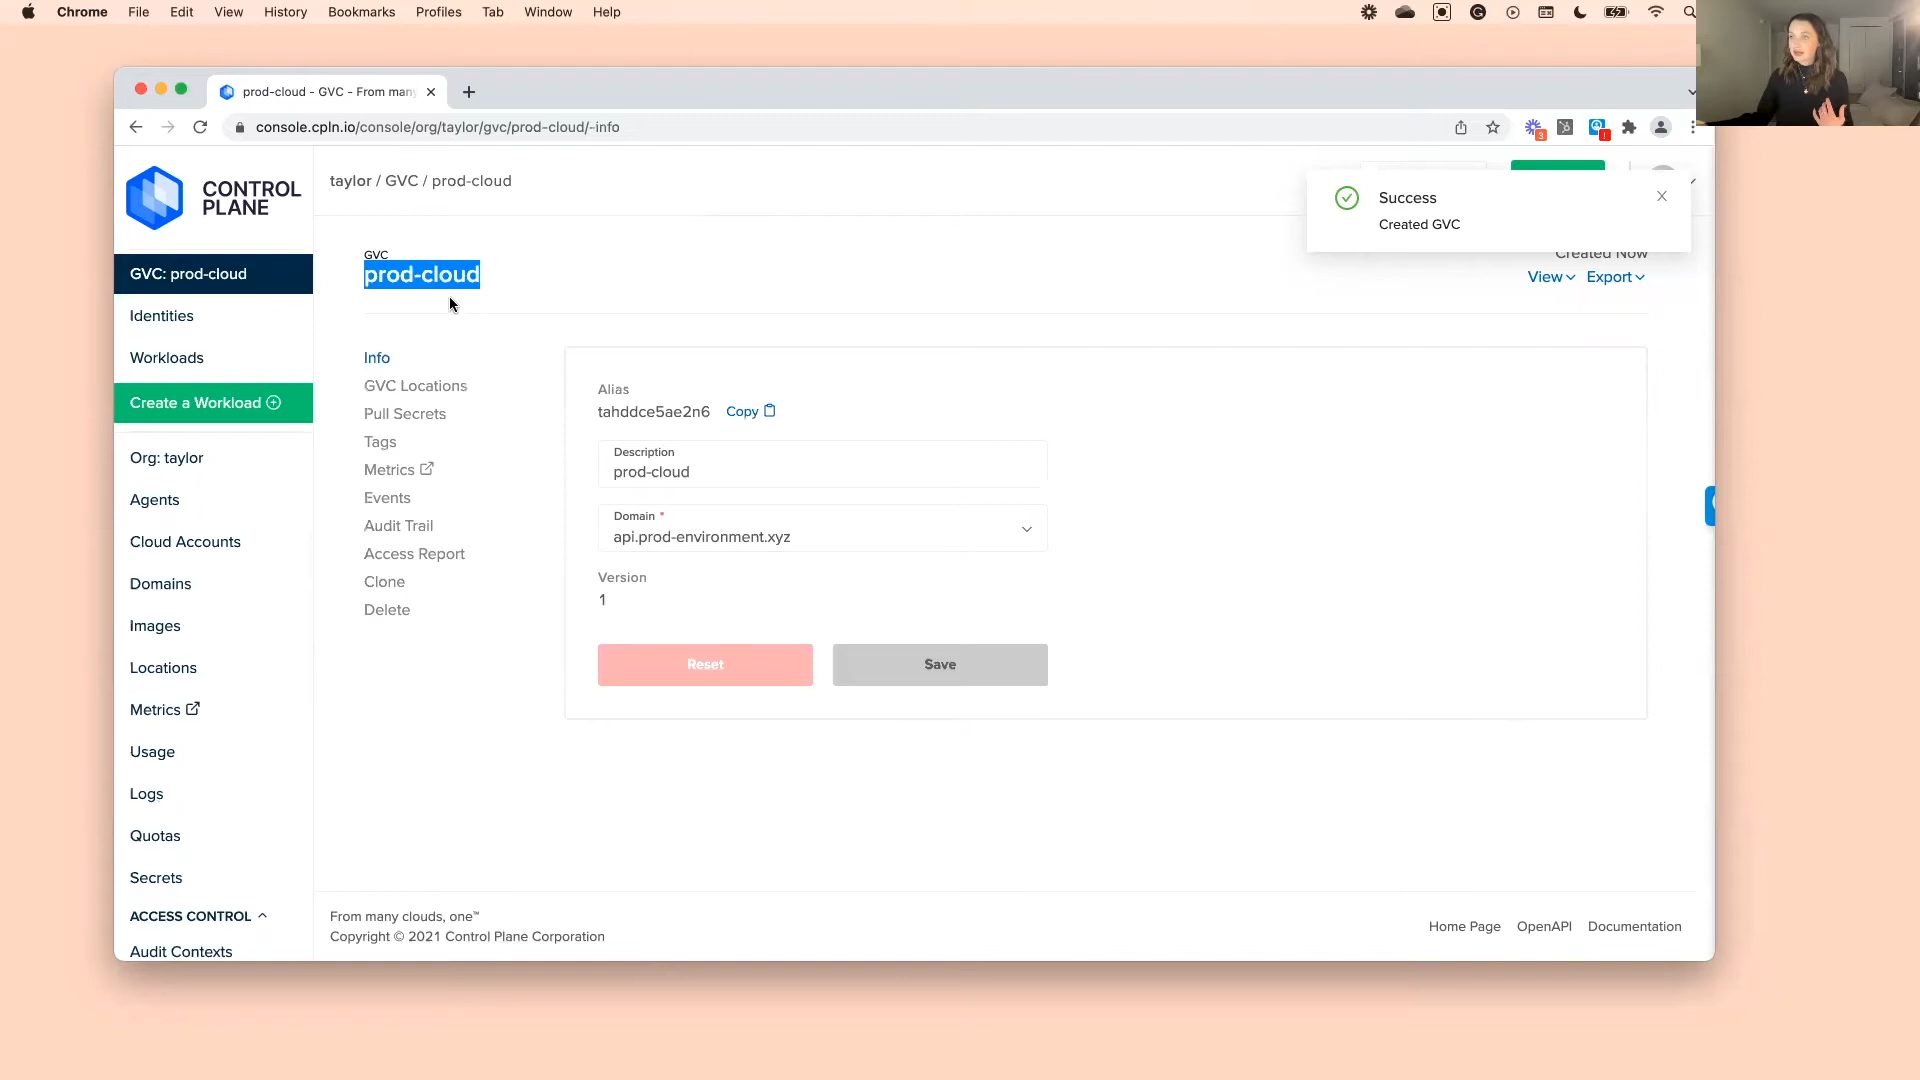 Chrome File Edit View History Bookmarks Profiles Tab Window Help
prod-cloud - GVC - From many
console.cpln.io/console/org/taylor/gvc/prod-cloud/-info
3
CONTROL
PLANE
taylor / GVC / prod-cloud
Success
Created GVC
GVC: prod-cloud
Identities
Workloads
Create a Workload
Org: taylor
Agents
Cloud Accounts
Domains
Images
Locations
Metrics
Usage
Logs
Quotas
Secrets
ACCESS CONTROL
Audit Contexts
GVC
prod-cloud
Created Now
View Export
Info
GVC Locations
Pull Secrets
Tags
Metrics
Events
Audit Trail
Access Report
Clone
Delete
Alias
tahddce5ae2n6 Copy
Description
prod-cloud
Domain *
api.prod-environment.xyz
Version
1
Reset Save
From many clouds, one™
Copyright © 2021 Control Plane Corporation
Home Page OpenAPI Documentation